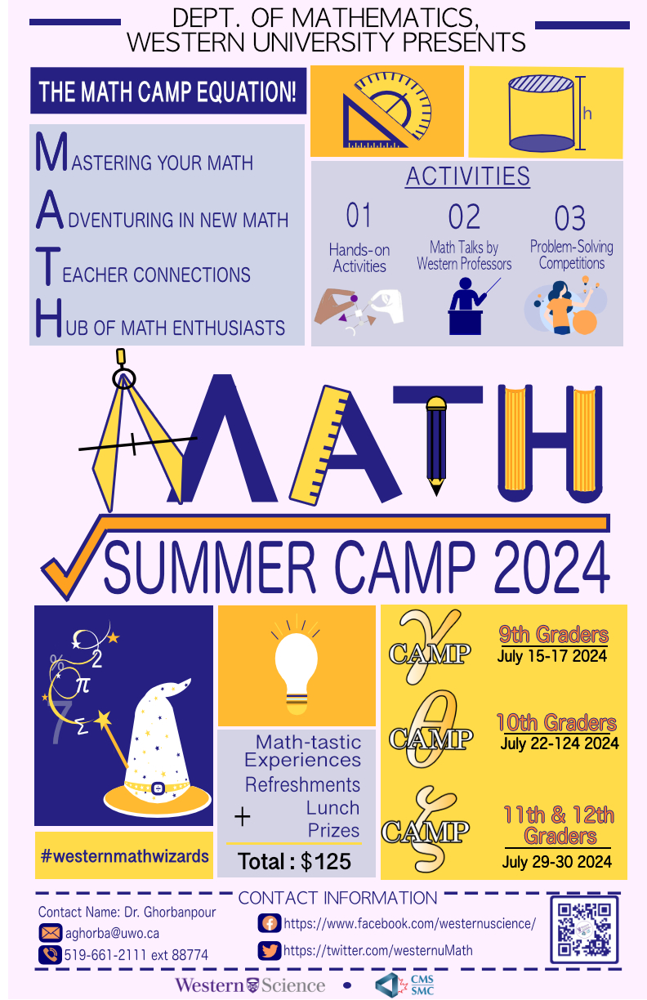 DEPT. OF MATHEMATICS,
WESTERN UNIVERSITY PRESENTS
THE MATH CAMP EQUATION!
MASTERING YOUR MATH
ADVENTURING IN NEW MATH
TEACHER CONNECTIONS
HUB OF MATH ENTHUSIASTS
h
ACTIVITIES
01
Hands-on
Activities
02
Math Talks by
Western Professors
03
Problem-Solving
Competitions
MATH
√SUMMER CAMP 2024
%
2
π
7
Σ
#westernmathwizards
Math-tastic
Experiences
Refreshments
+ Lunch
Prizes
Total : $125
γ
CAMP
9th Graders
July 15-17 2024
θ
CAMP
10th Graders
July 22-124 2024
ξ
CAMP
11th & 12th
Graders
July 29-30 2024
CONTACT INFORMATION
Contact Name: Dr. Ghorbanpour
aghorba@uwo.ca
519-661-2111 ext 88774
https://www.facebook.com/westernuscience/
https://twitter.com/westernuMath
Western Science • CMS
SMC